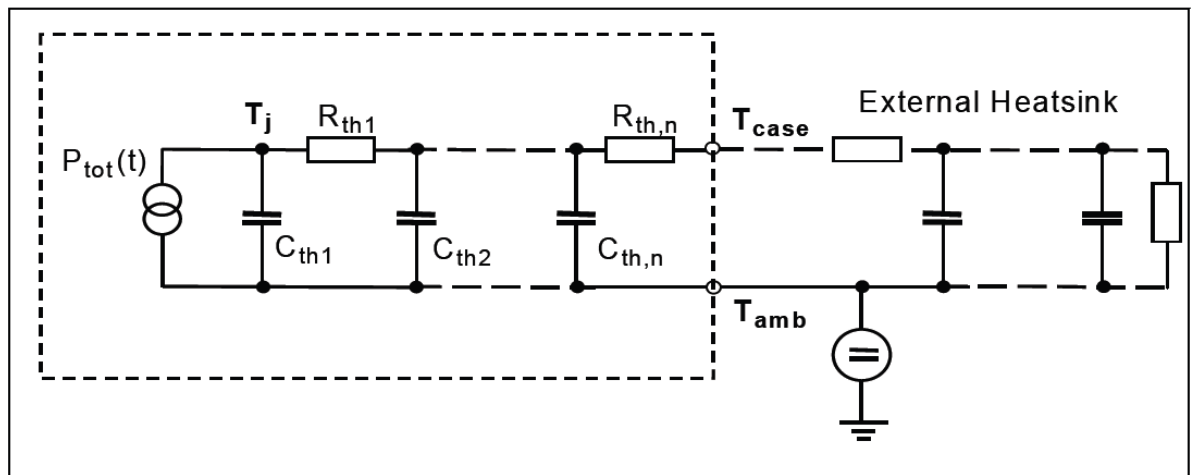 External Heatsink
T_j
R_th1
R_th,n
T_case
P_tot(t)
C_th1
C_th2
C_th,n
T_amb